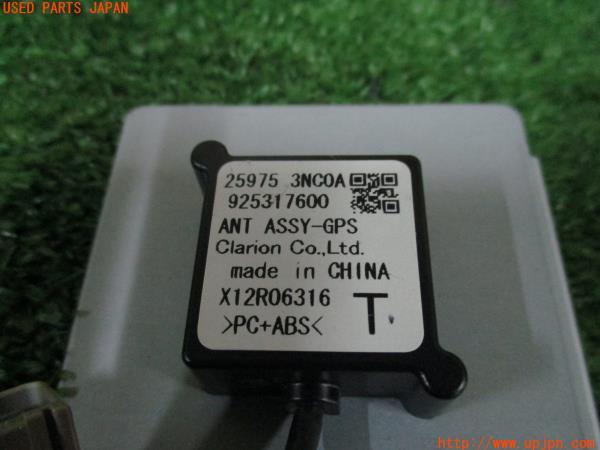 USED PARTS JAPAN
25975 3NC0A
925317600
ANT ASSY-GPS
Clarion Co.,Ltd.
made in CHINA
X12R06316
T
>PC+ABS<
http://www.upjpn.com